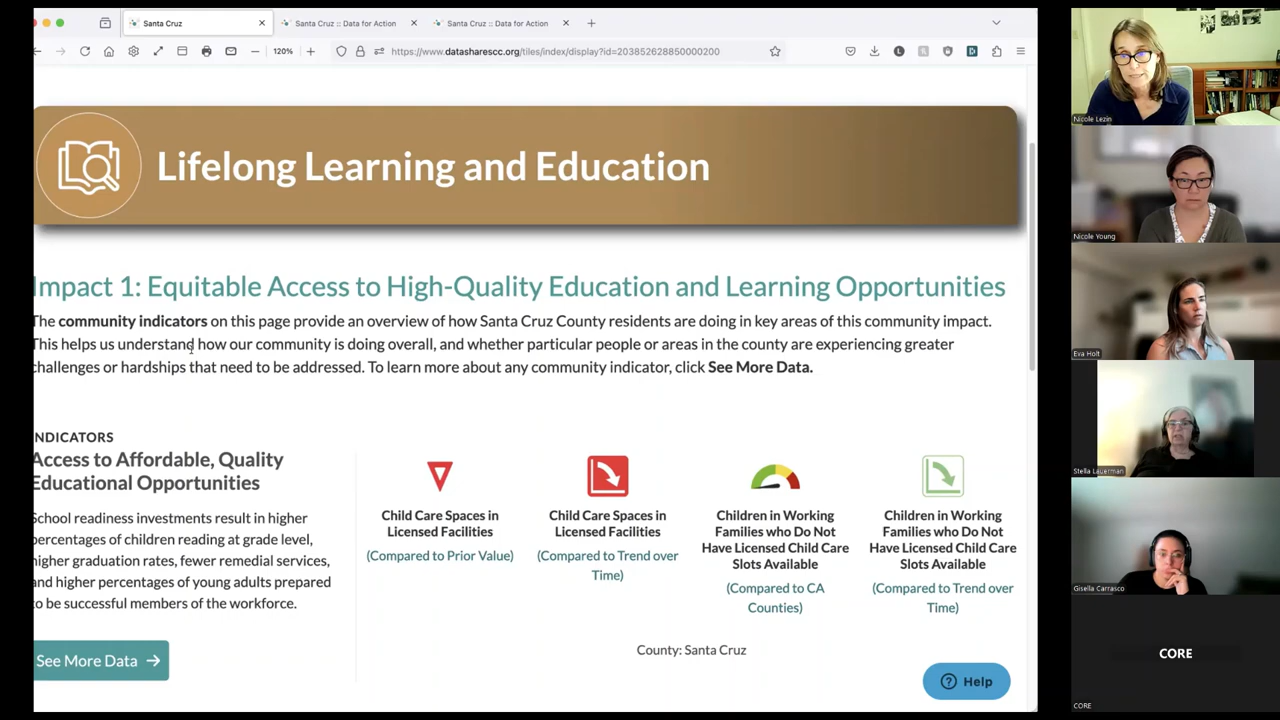 Santa Cruz
Santa Cruz :: Data for Action
Santa Cruz :: Data for Action
120%
https://www.datasharescc.org/tiles/index/display?id=203852628850000200
Lifelong Learning and Education
Impact 1: Equitable Access to High-Quality Education and Learning Opportunities
The community indicators on this page provide an overview of how Santa Cruz County residents are doing in key areas of this community impact.
This helps us understand how our community is doing overall, and whether particular people or areas in the county are experiencing greater
challenges or hardships that need to be addressed. To learn more about any community indicator, click See More Data.
INDICATORS
Access to Affordable, Quality
Educational Opportunities
School readiness investments result in higher
percentages of children reading at grade level,
higher graduation rates, fewer remedial services,
and higher percentages of young adults prepared
to be successful members of the workforce.
See More Data
Child Care Spaces in
Licensed Facilities
(Compared to Prior Value)
Child Care Spaces in
Licensed Facilities
(Compared to Trend over
Time)
Children in Working
Families who Do Not
Have Licensed Child Care
Slots Available
(Compared to CA
Counties)
Children in Working
Families who Do Not
Have Licensed Child Care
Slots Available
(Compared to Trend over
Time)
County: Santa Cruz
Help
Nicole Lezin
Nicole Young
Eva Holt
Stella Lauerman
Gisella Carrasco
CORE
CORE